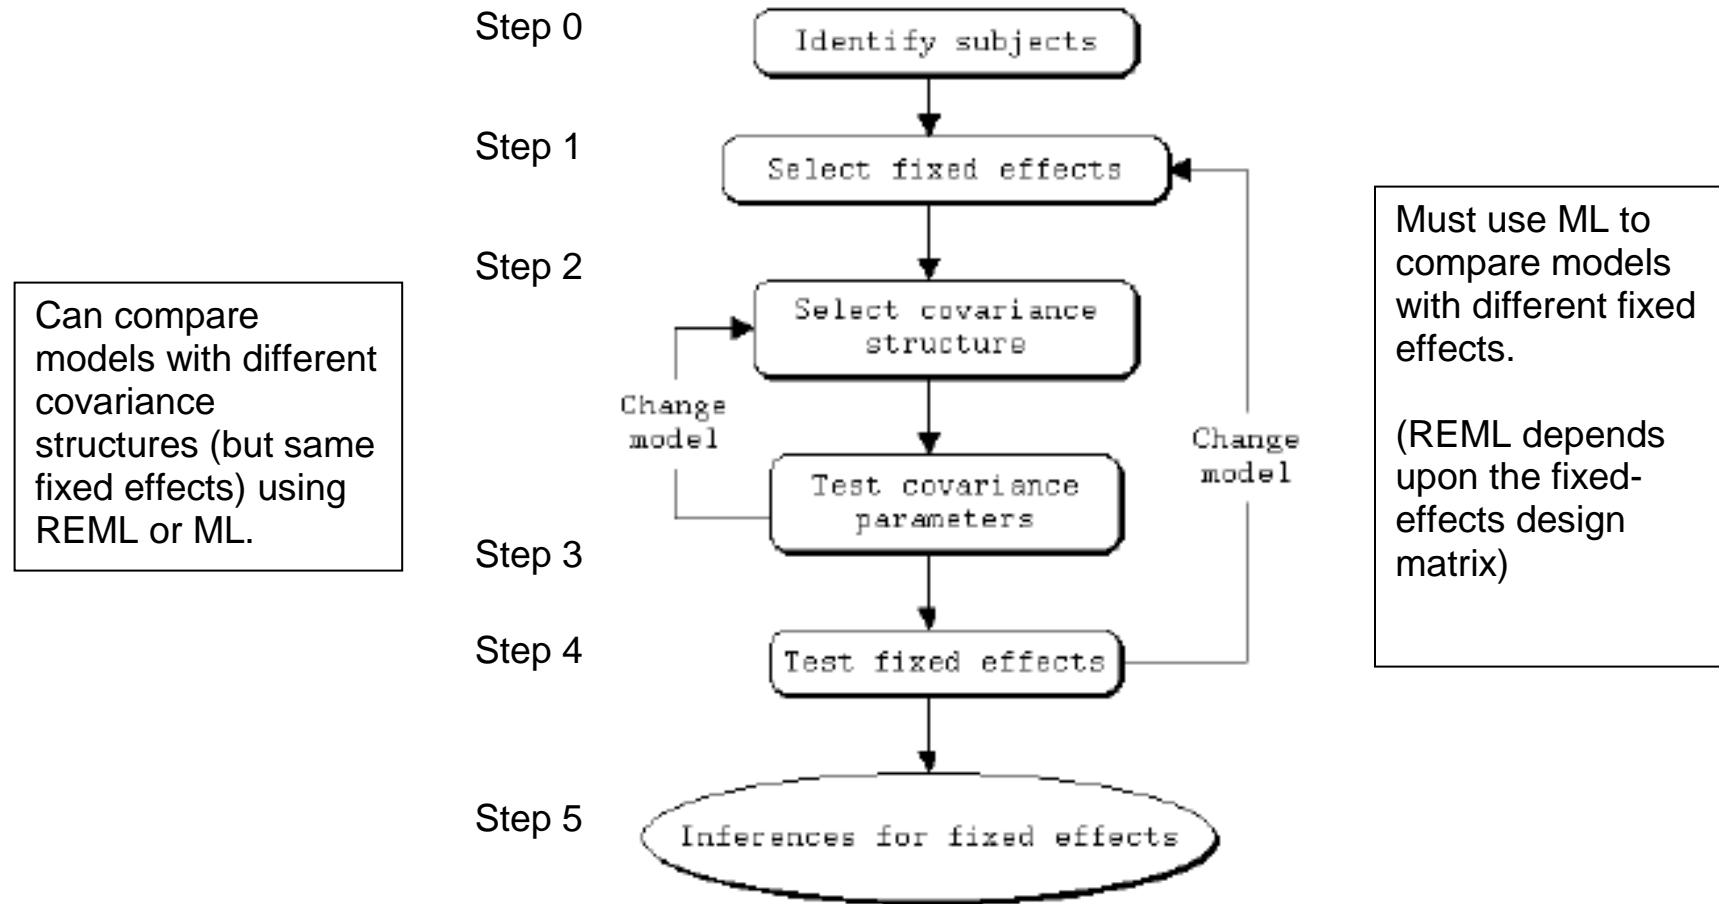 Step 0
Identify subjects
Step 1
Select fixed effects
Step 2
Select covariance
structure
Change
model
Test covariance
parameters
Change
model
Step 3
Step 4
Test fixed effects
Step 5
Inferences for fixed effects
Can compare
models with different
covariance
structures (but same
fixed effects) using
REML or ML.
Must use ML to
compare models
with different fixed
effects.
(REML depends
upon the fixed-
effects design
matrix)